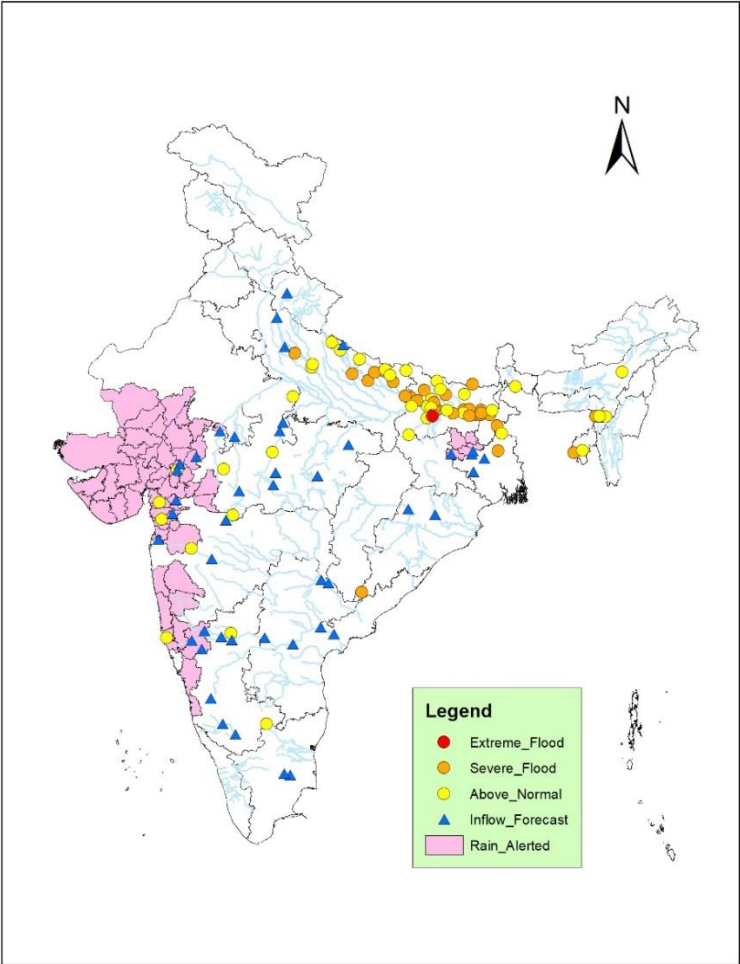 N
Legend
Extreme_Flood
Severe_Flood
Above_Normal
Inflow_Forecast
Rain_Alerted